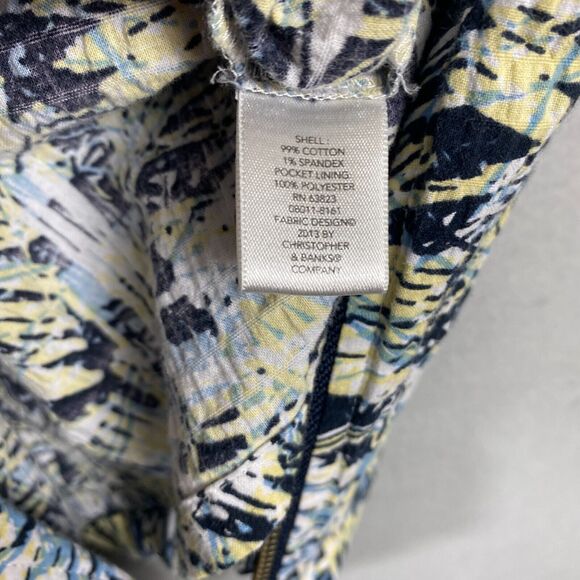 SHELL:
99% COTTON
1% SPANDEX
POCKET LINING:
100% POLYESTER
RN 63823
08011-8161
FABRIC DESIGN©
2013 BY
CHRISTOPHER
& BANKS®
COMPANY